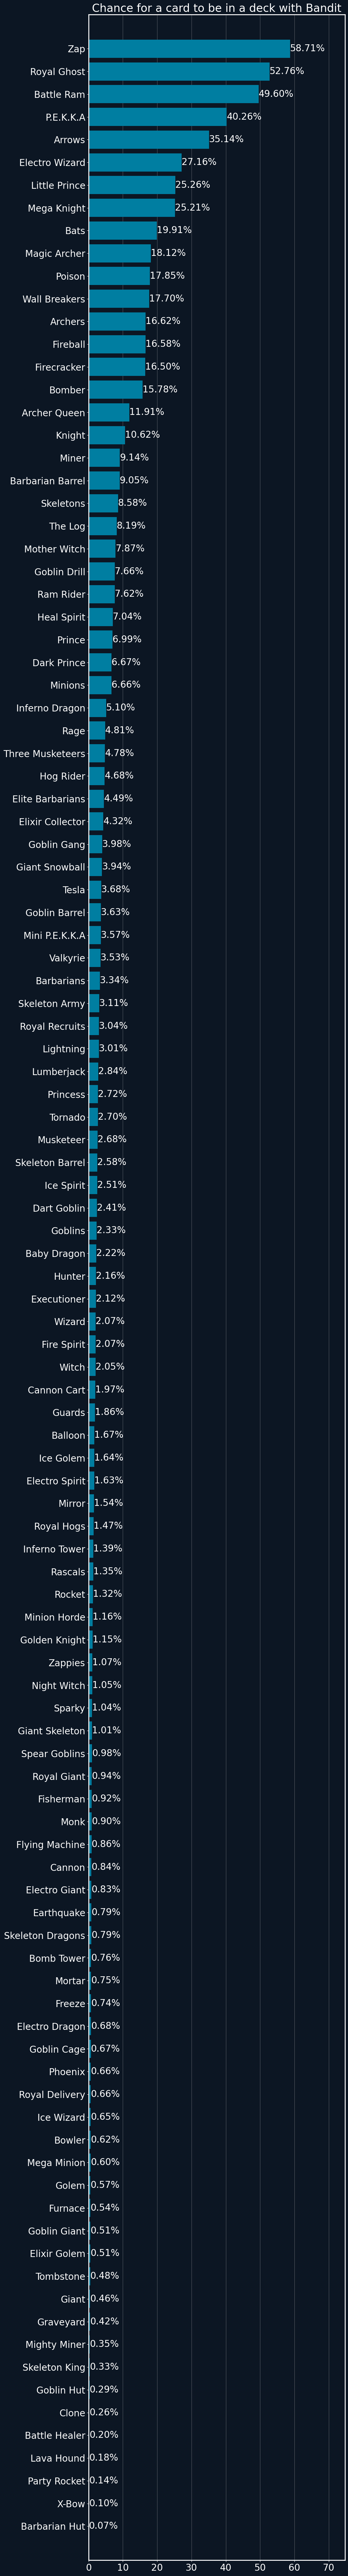 Chance for a card to be in a deck with Bandit
Zap 58.71%
Royal Ghost 52.76%
Battle Ram 49.60%
P.E.K.K.A 40.26%
Arrows 35.14%
Electro Wizard 27.16%
Little Prince 25.26%
Mega Knight 25.21%
Bats 19.91%
Magic Archer 18.12%
Poison 17.85%
Wall Breakers 17.70%
Archers 16.62%
Fireball 16.58%
Firecracker 16.50%
Bomber 15.78%
Archer Queen 11.91%
Knight 10.62%
Miner 9.14%
Barbarian Barrel 9.05%
Skeletons 8.58%
The Log 8.19%
Mother Witch 7.87%
Goblin Drill 7.66%
Ram Rider 7.62%
Heal Spirit 7.04%
Prince 6.99%
Dark Prince 6.67%
Minions 6.66%
Inferno Dragon 5.10%
Rage 4.81%
Three Musketeers 4.78%
Hog Rider 4.68%
Elite Barbarians 4.49%
Elixir Collector 4.32%
Goblin Gang 3.98%
Giant Snowball 3.94%
Tesla 3.68%
Goblin Barrel 3.63%
Mini P.E.K.K.A 3.57%
Valkyrie 3.53%
Barbarians 3.34%
Skeleton Army 3.11%
Royal Recruits 3.04%
Lightning 3.01%
Lumberjack 2.84%
Princess 2.72%
Tornado 2.70%
Musketeer 2.68%
Skeleton Barrel 2.58%
Ice Spirit 2.51%
Dart Goblin 2.41%
Goblins 2.33%
Baby Dragon 2.22%
Hunter 2.16%
Executioner 2.12%
Wizard 2.07%
Fire Spirit 2.07%
Witch 2.05%
Cannon Cart 1.97%
Guards 1.86%
Balloon 1.67%
Ice Golem 1.64%
Electro Spirit 1.63%
Mirror 1.54%
Royal Hogs 1.47%
Inferno Tower 1.39%
Rascals 1.35%
Rocket 1.32%
Minion Horde 1.16%
Golden Knight 1.15%
Zappies 1.07%
Night Witch 1.05%
Sparky 1.04%
Giant Skeleton 1.01%
Spear Goblins 0.98%
Royal Giant 0.94%
Fisherman 0.92%
Monk 0.90%
Flying Machine 0.86%
Cannon 0.84%
Electro Giant 0.83%
Earthquake 0.79%
Skeleton Dragons 0.79%
Bomb Tower 0.76%
Mortar 0.75%
Freeze 0.74%
Electro Dragon 0.68%
Goblin Cage 0.67%
Phoenix 0.66%
Royal Delivery 0.66%
Ice Wizard 0.65%
Bowler 0.62%
Mega Minion 0.60%
Golem 0.57%
Furnace 0.54%
Goblin Giant 0.51%
Elixir Golem 0.51%
Tombstone 0.48%
Giant 0.46%
Graveyard 0.42%
Mighty Miner 0.35%
Skeleton King 0.33%
Goblin Hut 0.29%
Clone 0.26%
Battle Healer 0.20%
Lava Hound 0.18%
Party Rocket 0.14%
X-Bow 0.10%
Barbarian Hut 0.07%
0 10 20 30 40 50 60 70